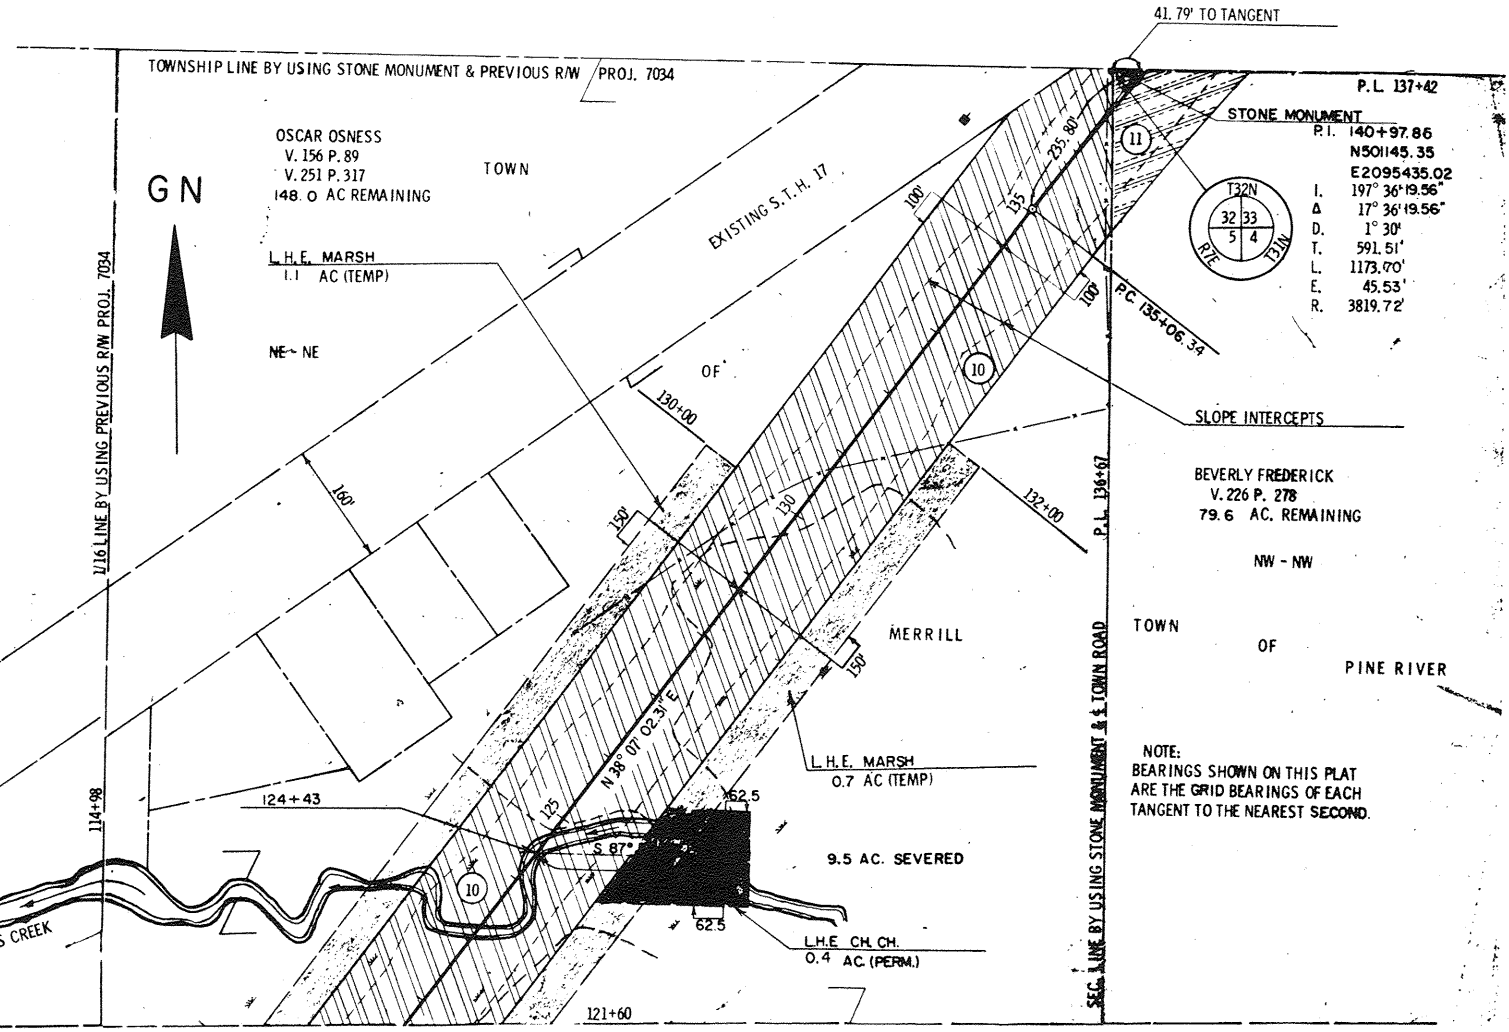 41.79' TO TANGENT
TOWNSHIP LINE BY USING STONE MONUMENT & PREVIOUS R/W PROJ. 7034
P.L. 137+42
STONE MONUMENT
P.I. 140+97.86
N501145.35
E2095435.02
I. 197° 36' 19.56"
Δ 17° 36' 19.56"
D. 1° 30'
T. 591.51'
L. 1173.70'
E. 45.53'
R. 3819.72'
OSCAR OSNESS
V. 156 P. 89
V. 251 P. 317
148.0 AC REMAINING
TOWN
GN
EXISTING S.T.H. 17
235.80'
11
T32N
32 33
5 4
R7E
T31N
100'
135
100'
P.C. 135+06.34
L.H.E. MARSH
1.1 AC (TEMP)
NE - NE
1/16 LINE BY USING PREVIOUS R/W PROJ. 7034
OF
10
130+00
SLOPE INTERCEPTS
P.L. 136+67
BEVERLY FREDERICK
V. 226 P. 278
79.6 AC. REMAINING
160'
150'
130
132+00
NW - NW
MERRILL
150'
TOWN
OF
PINE RIVER
N 38° 07' 02.31" E
SEC. LINE BY USING STONE MONUMENT & ℄ TOWN ROAD
L.H.E. MARSH
0.7 AC (TEMP)
NOTE:
BEARINGS SHOWN ON THIS PLAT
ARE THE GRID BEARINGS OF EACH
TANGENT TO THE NEAREST SECOND.
114+98
124+43
125
62.5
S 87°
9.5 AC. SEVERED
10
62.5
S CREEK
L.H.E. CH. CH.
0.4 AC. (PERM.)
121+60